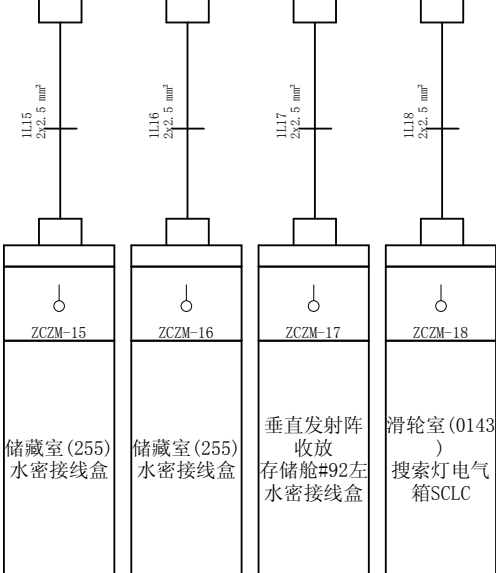 1L15
2x2.5 mm²
1L16
2x2.5 mm²
1L17
2x2.5 mm²
1L18
2x2.5 mm²
ZCZM-15
ZCZM-16
ZCZM-17
ZCZM-18
储藏室(255)
水密接线盒
储藏室(255)
水密接线盒
垂直发射阵
收放
存储舱#92左
水密接线盒
滑轮室(0143
)
搜索灯电气
箱SCLC